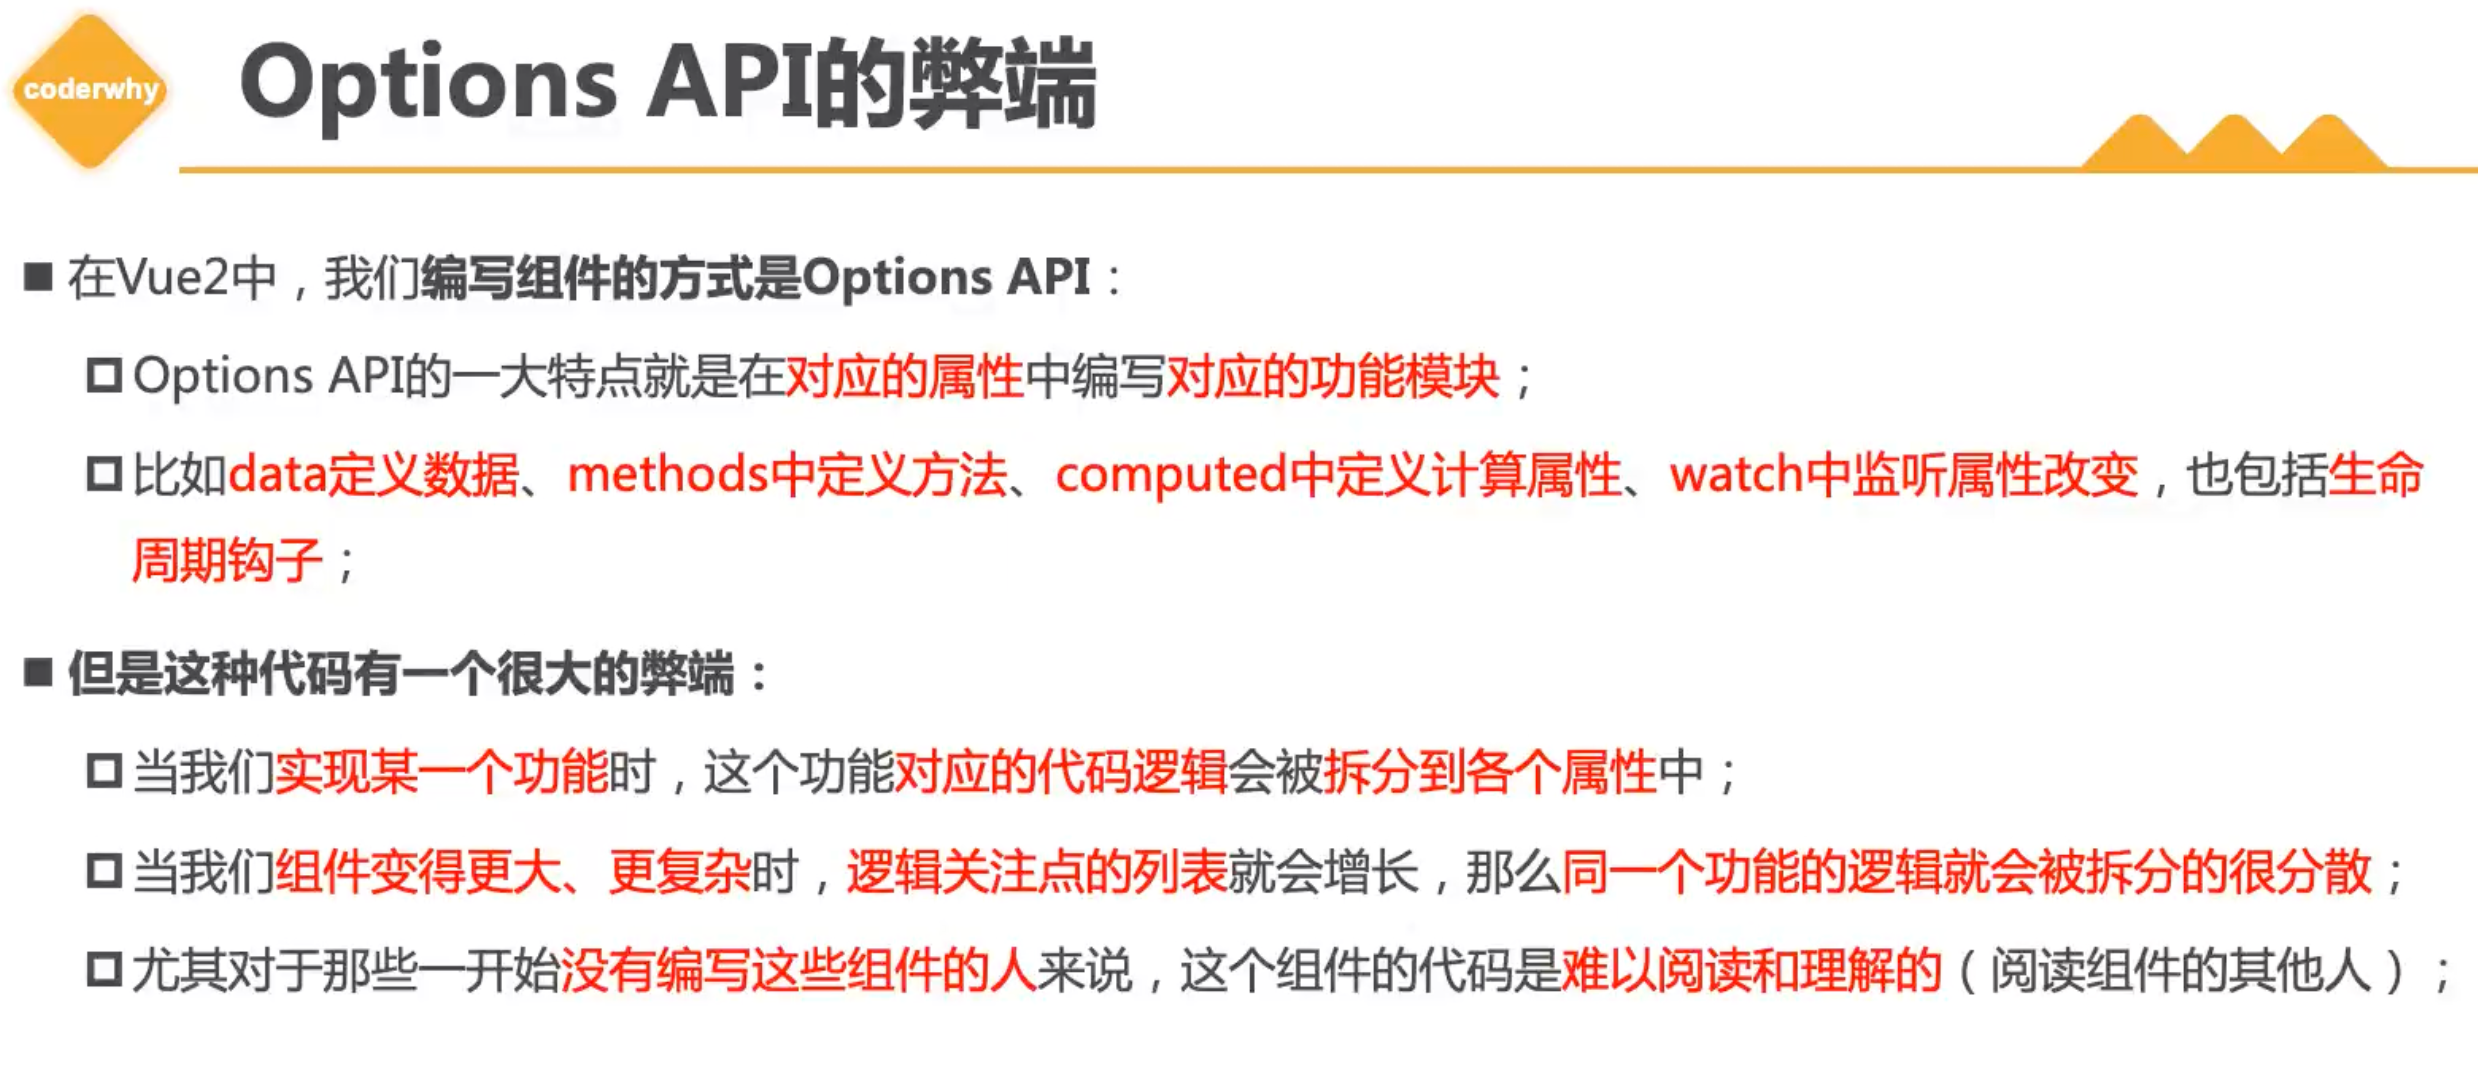 coderwhy
Options API的弊端
在Vue2中，我们编写组件的方式是Options API：
Options API的一大特点就是在对应的属性中编写对应的功能模块；
比如data定义数据、methods中定义方法、computed中定义计算属性、watch中监听属性改变，也包括生命
周期钩子；
但是这种代码有一个很大的弊端：
当我们实现某一个功能时，这个功能对应的代码逻辑会被拆分到各个属性中；
当我们组件变得更大、更复杂时，逻辑关注点的列表就会增长，那么同一个功能的逻辑就会被拆分的很分散；
尤其对于那些一开始没有编写这些组件的人来说，这个组件的代码是难以阅读和理解的（阅读组件的其他人）；